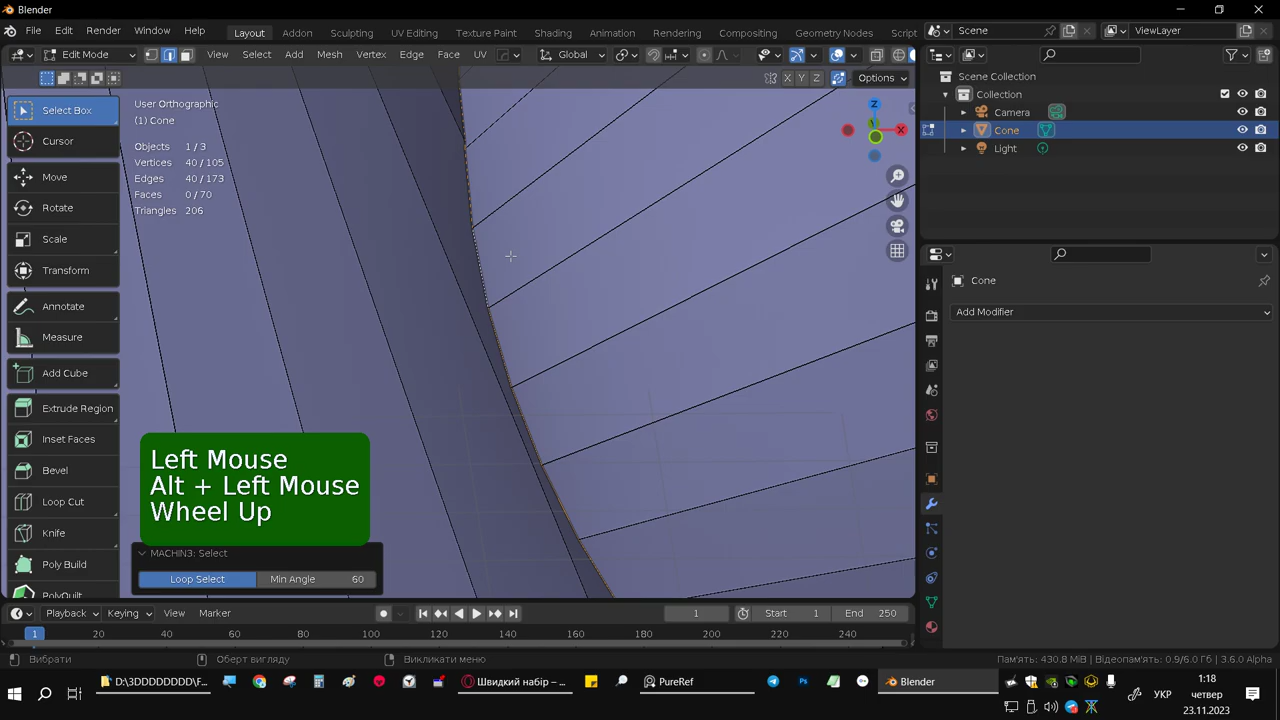 Blender
File Edit Render Window Help Layout Addon Sculpting UV Editing Texture Paint Shading Animation Rendering Compositing Geometry Nodes Script Scene ViewLayer
Edit Mode View Select Add Mesh Vertex Edge Face UV Global
X Y Z Options
Select Box
Cursor
Move
Rotate
Scale
Transform
Annotate
Measure
Add Cube
Extrude Region
Inset Faces
Bevel
Loop Cut
Knife
Poly Build
PolyQuilt
User Orthographic
(1) Cone
Objects 1/3
Vertices 40/105
Edges 40/173
Faces 0/70
Triangles 206
Z
X
Left Mouse
Alt + Left Mouse
Wheel Up
MACHIN3: Select
Loop Select Min Angle 60
Scene Collection
Collection
Camera
Cone
Light
Cone
Add Modifier
Playback Keying View Marker 1 Start 1 End 250
1 20 40 60 80 100 120 140 160 180 200 220 240
Вибрати Оберт вигляду Викликати меню Пам'ять: 430.8 MiB Відеопам'ять: 0.9/6.0 Гб 3.6.0 Alpha
D:\3DDDDDDDD\F... Швидкий набір – ... PureRef Blender УКР
1:18
четвер
23.11.2023